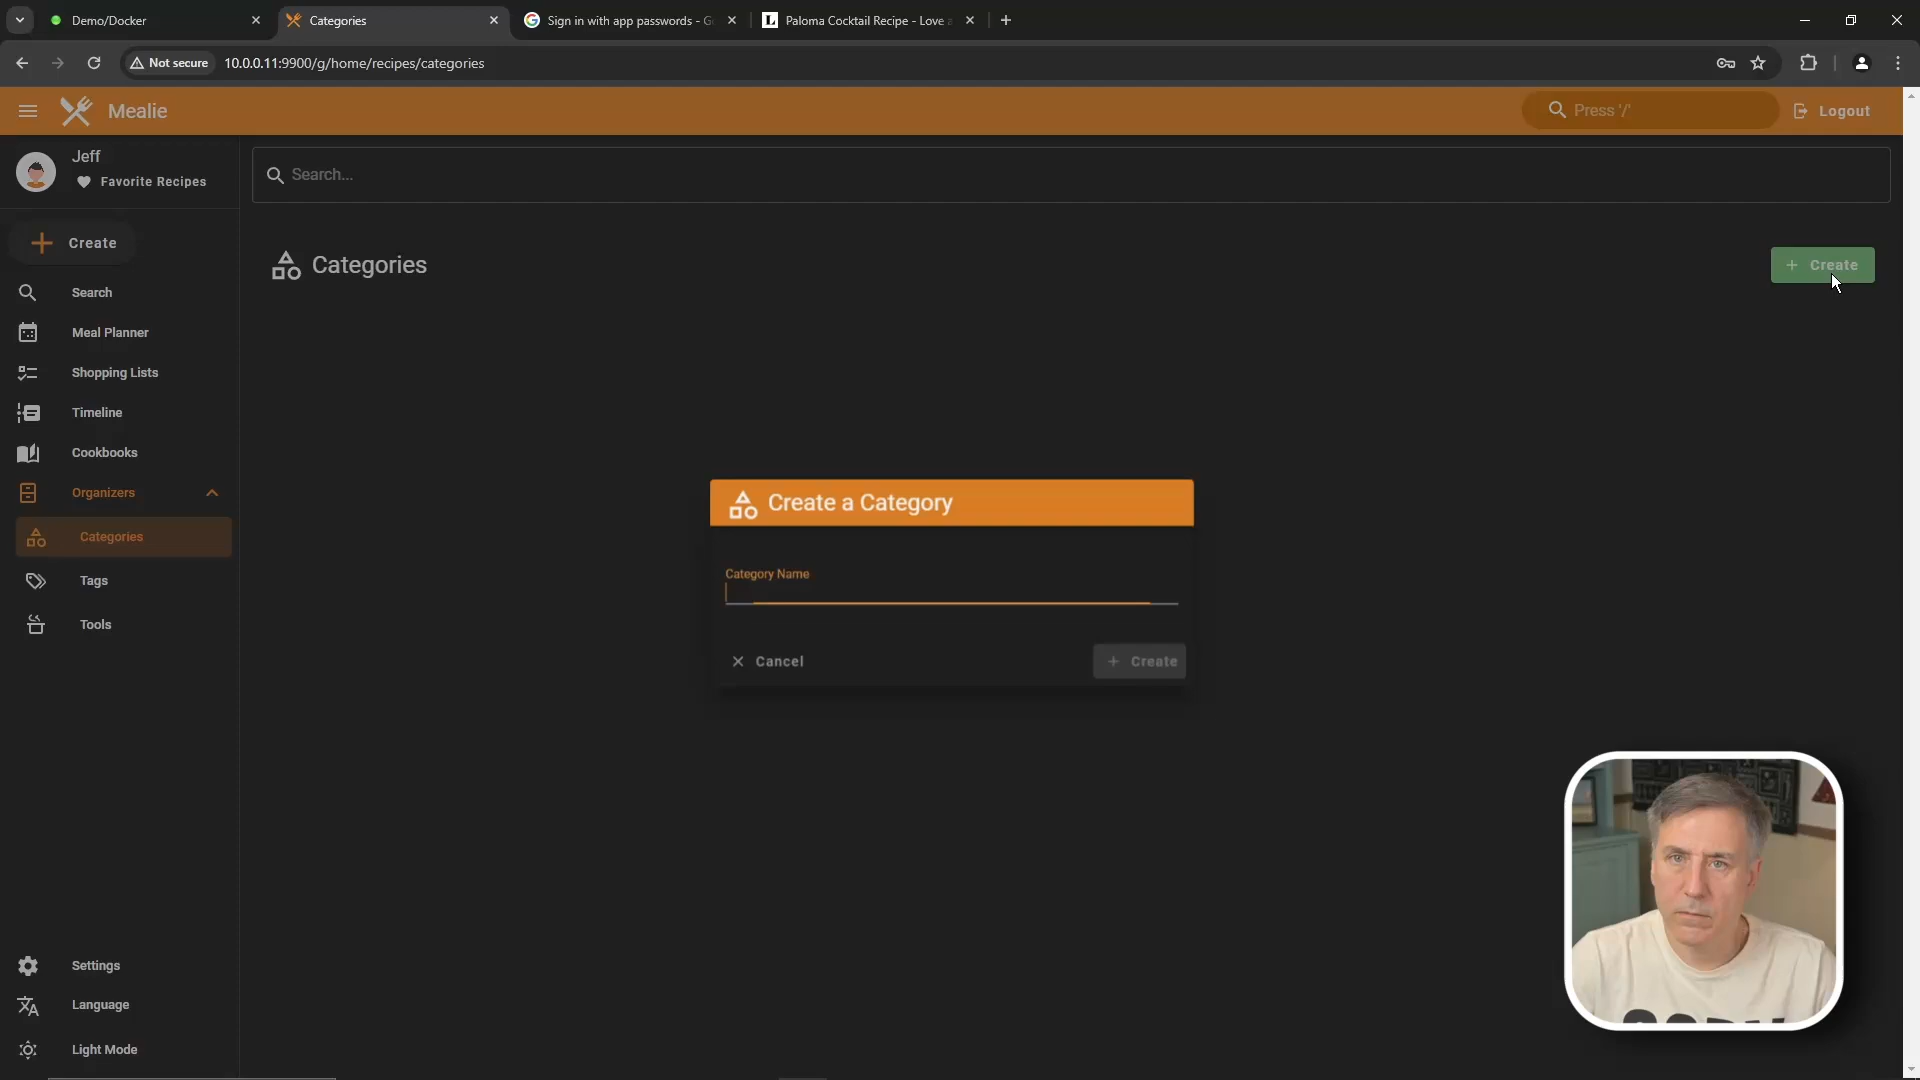 Demo/Docker
Categories
Sign in with app passwords - G
Paloma Cocktail Recipe - Love a
Not secure
10.0.0.11:9900/g/home/recipes/categories
Mealie
Press '/'
Logout
Jeff
Favorite Recipes
Search...
Create
Categories
Create
Search
Meal Planner
Shopping Lists
Timeline
Cookbooks
Organizers
Categories
Tags
Tools
Create a Category
Category Name
Cancel
Create
Settings
Language
Light Mode